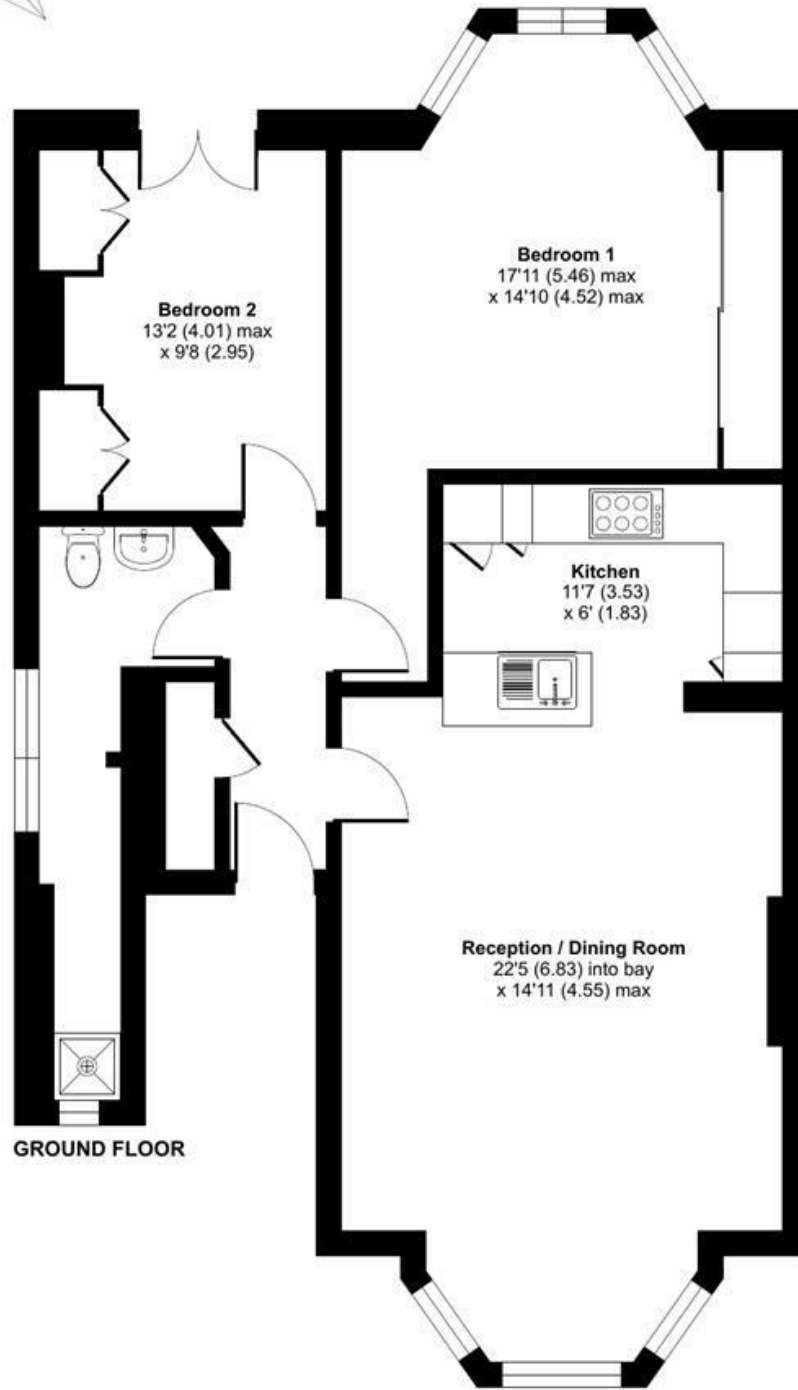 Bedroom 1
17'11 (5.46) max
x 14'10 (4.52) max
Bedroom 2
13'2 (4.01) max
x 9'8 (2.95)
Kitchen
11'7 (3.53)
x 6' (1.83)
Reception / Dining Room
22'5 (6.83) into bay
x 14'11 (4.55) max
GROUND FLOOR